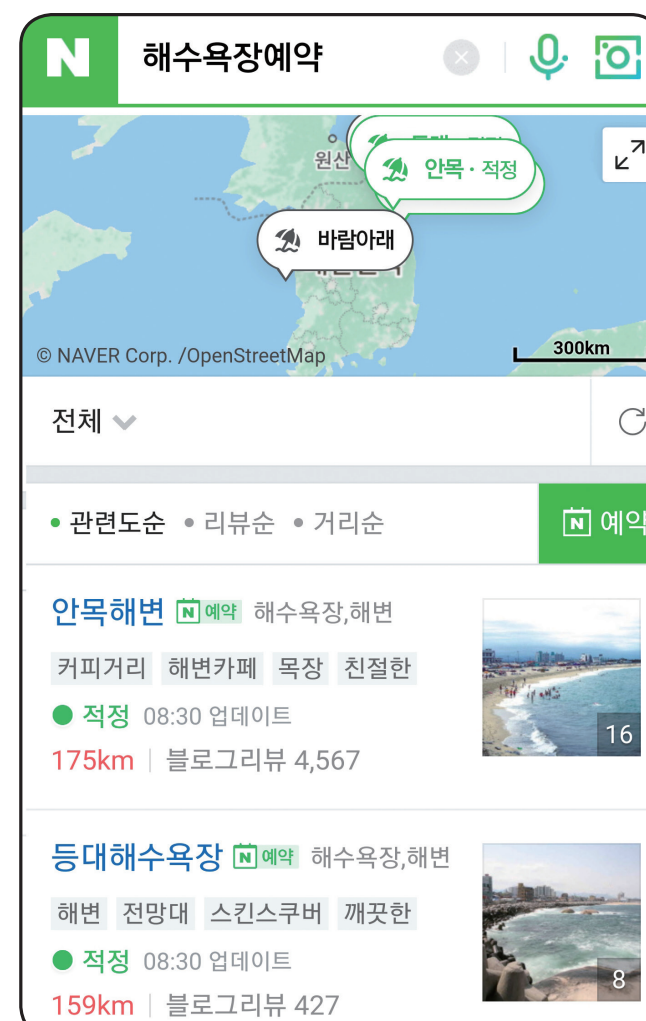 N 해수욕장예약
원산
안목 · 적정
바람아래
© NAVER Corp. /OpenStreetMap
300km
전체
관련도순 리뷰순 거리순
N 예약
안목해변 N 예약 해수욕장,해변
커피거리 해변카페 목장 친절한
적정 08:30 업데이트
16
175km 블로그리뷰 4,567
등대해수욕장 N 예약 해수욕장,해변
해변 전망대 스킨스쿠버 깨끗한
적정 08:30 업데이트
8
159km 블로그리뷰 427